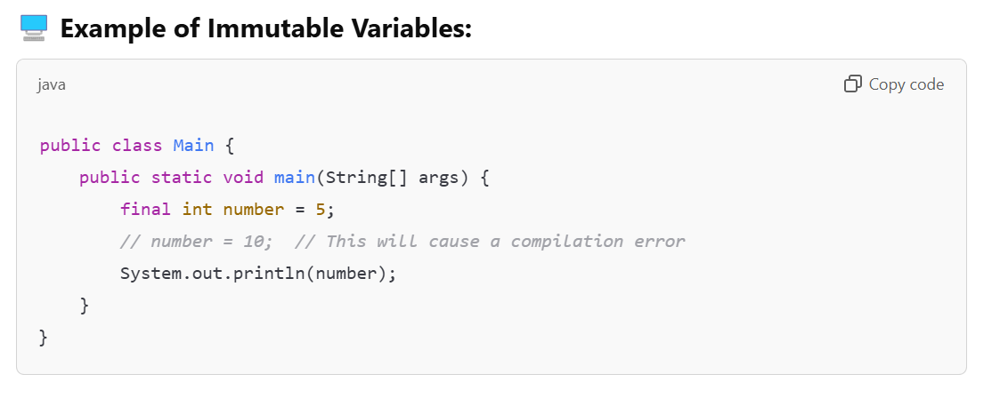 Example of Immutable Variables:
java
Copy code
public class Main {
    public static void main(String[] args) {
        final int number = 5;
        // number = 10;  // This will cause a compilation error
        System.out.println(number);
    }
}